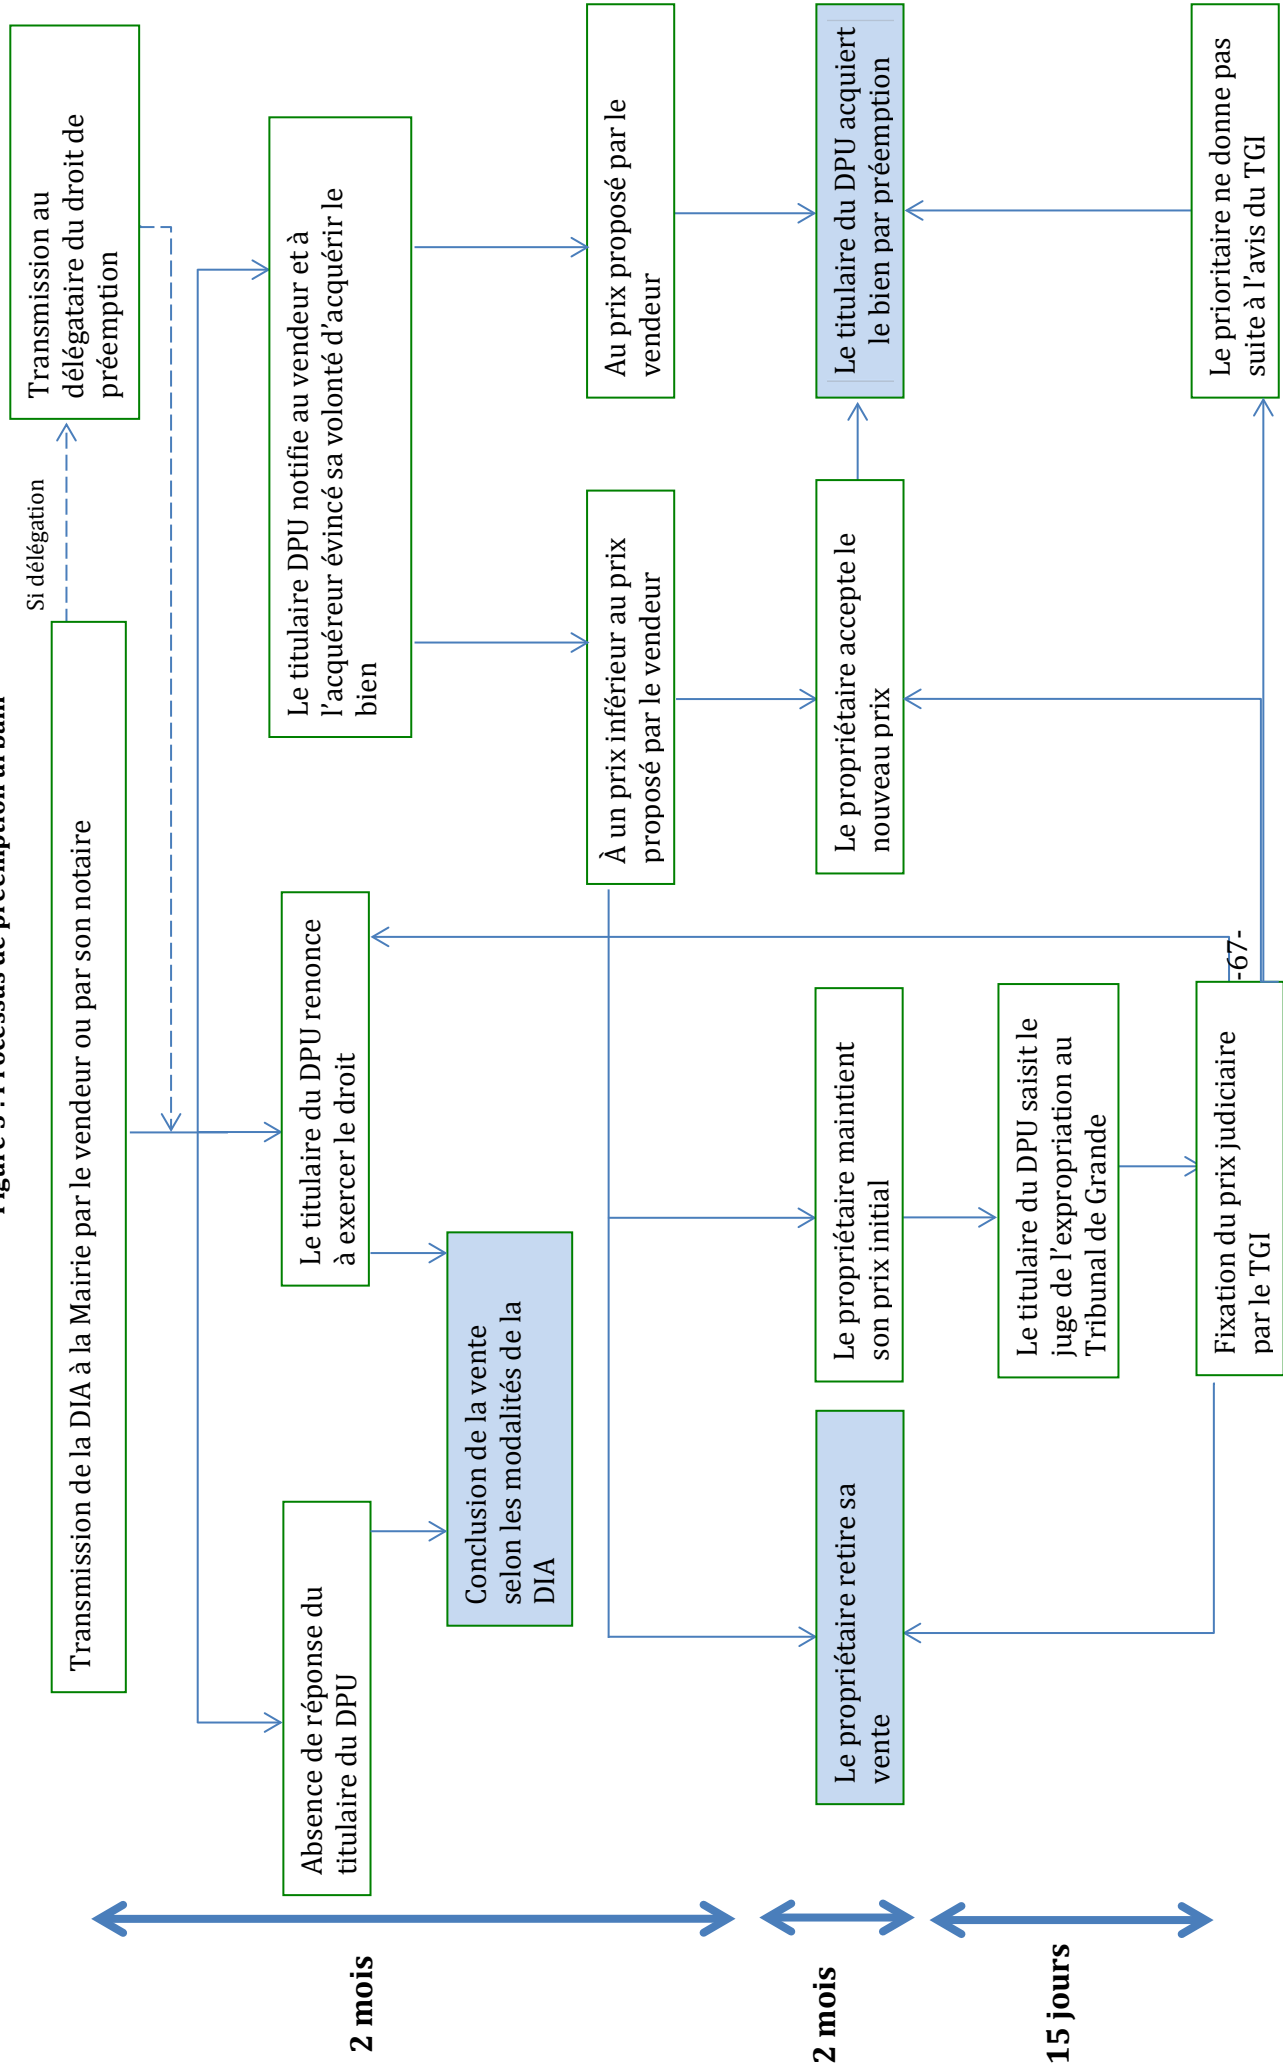 Figure 3 : Processus de préemption urbain
Si délégation
Transmission de la DIA à la Mairie par le vendeur ou par son notaire
Transmission au
délégataire du droit de
préemption
2 mois
Absence de réponse du
titulaire du DPU
Le titulaire du DPU renonce
à exercer le droit
Le titulaire DPU notifie au vendeur et à
l’acquéreur évincé sa volonté d’acquérir le
bien
Conclusion de la vente
selon les modalités de la
DIA
À un prix inférieur au prix
proposé par le vendeur
Au prix proposé par le
vendeur
2 mois
Le propriétaire retire sa
vente
Le propriétaire maintient
son prix initial
Le propriétaire accepte le
nouveau prix
Le titulaire du DPU acquiert
le bien par préemption
15 jours
Le titulaire du DPU saisit le
juge de l’expropriation au
Tribunal de Grande
Fixation du prix judiciaire
par le TGI
-67-
Le prioritaire ne donne pas
suite à l’avis du TGI